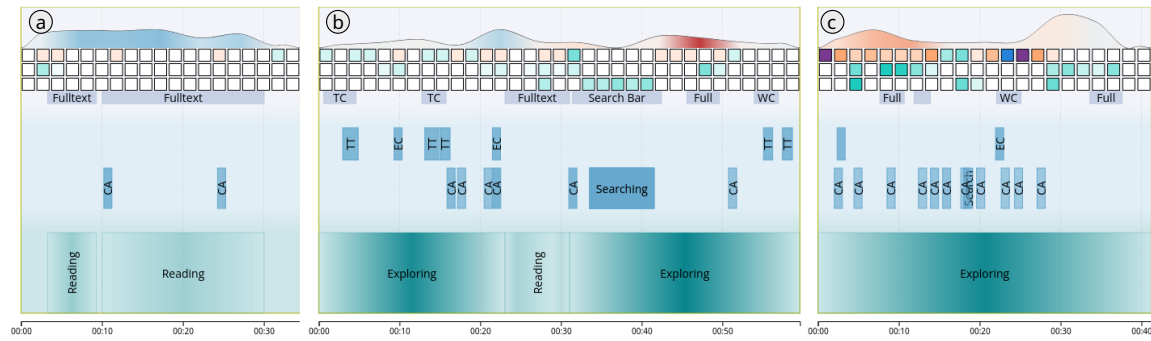 a
b
c
Fulltext Fulltext
TC TC Fulltext Search Bar Full WC
Full WC Full
TT EC TT TT EC TT TT
EC
CA CA
CA CA CA CA CA Searching CA
CA CA CA CA CA CA CA Search CA CA CA CA
Reading Reading
Exploring Reading Exploring
Exploring
00:00 00:10 00:20 00:30
00:00 00:10 00:20 00:30 00:40 00:50
00:00 00:10 00:20 00:30 00:41